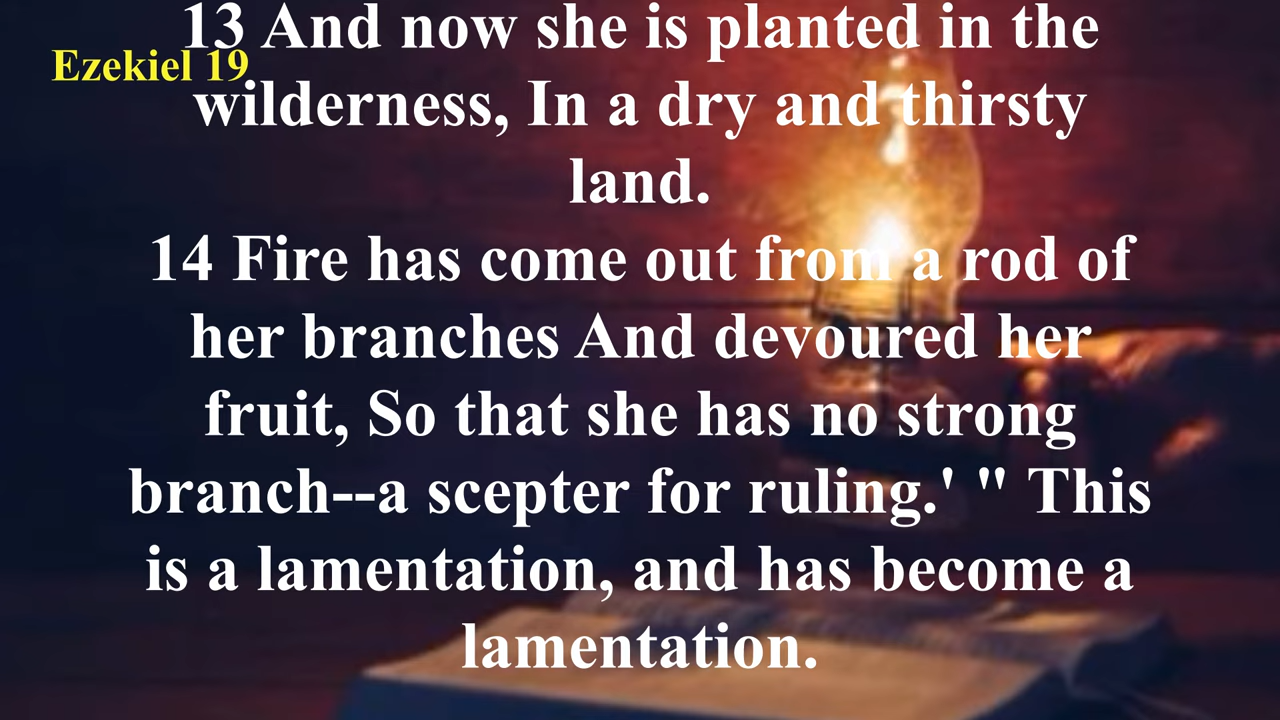 Ezekiel 19
13 And now she is planted in the
wilderness, In a dry and thirsty
land.
14 Fire has come out from a rod of
her branches And devoured her
fruit, So that she has no strong
branch--a scepter for ruling.' " This
is a lamentation, and has become a
lamentation.